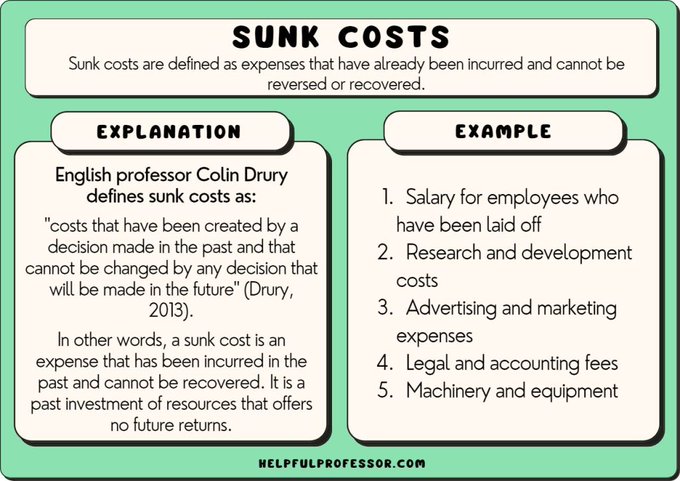 SUNK COSTS
Sunk costs are defined as expenses that have already been incurred and cannot be
reversed or recovered.
EXPLANATION
English professor Colin Drury
defines sunk costs as:
"costs that have been created by a
decision made in the past and that
cannot be changed by any decision that
will be made in the future" (Drury,
2013).
In other words, a sunk cost is an
expense that has been incurred in the
past and cannot be recovered. It is a
past investment of resources that offers
no future returns.
EXAMPLE
1. Salary for employees who
have been laid off
2. Research and development
costs
3. Advertising and marketing
expenses
4. Legal and accounting fees
5. Machinery and equipment
HELPFULPROFESSOR.COM